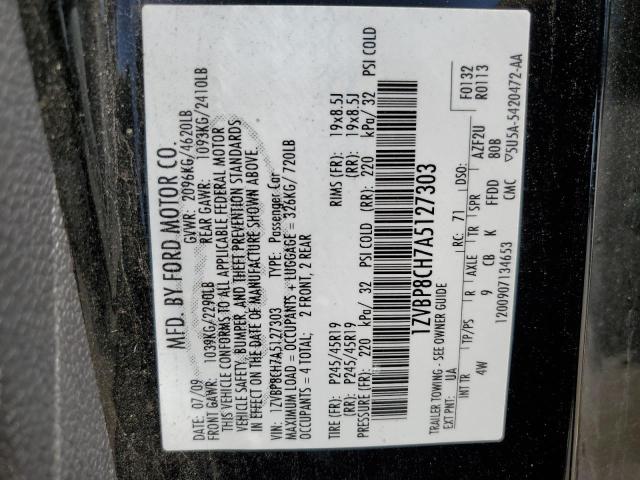 MFD. BY FORD MOTOR CO.
DATE: 07/09 GVWR: 2096KG/4620LB
FRONT GAWR: 1039KG/2290LB REAR GAWR: 1093KG/2410LB
THIS VEHICLE CONFORMS TO ALL APPLICABLE FEDERAL MOTOR
VEHICLE SAFETY, BUMPER, AND THEFT PREVENTION STANDARDS
IN EFFECT ON THE DATE OF MANUFACTURE SHOWN ABOVE.
VIN: 1ZVBP8CH7A5127303 TYPE: Passenger Car
MAXIMUM LOAD = OCCUPANTS + LUGGAGE = 326KG/ 720LB
OCCUPANTS = 4 TOTAL; 2 FRONT, 2 REAR
TIRE (FR): P245/45R19 RIMS (FR): 19x8.5J
(RR): P245/45R19 (RR): 19x8.5J
PRESSURE (FR): 220 kPa/ 32 PSI COLD (RR): 220 kPa/ 32 PSI COLD
1ZVBP8CH7A5127303
TRAILER TOWING - SEE OWNER GUIDE F0132
EXT PNT: UA RC: 71 DSO: R0113
INT TR TP/PS R AXLE TR SPR AZF2U
4W 9 CB K FFDD BOB
1200907134653 CMC ▽5U5A-5420472-AA